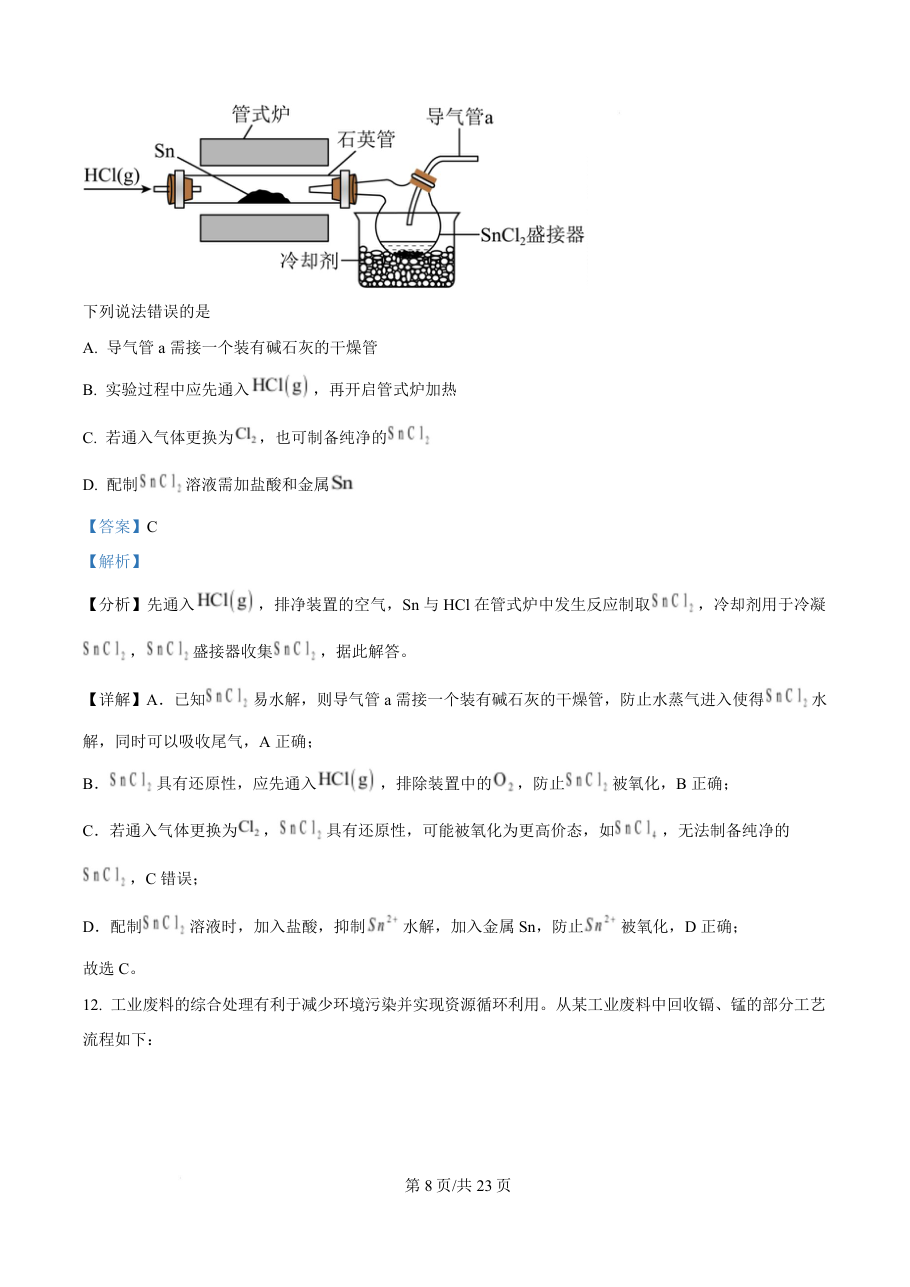 管式炉
导气管a
石英管
Sn
HCl(g)
SnCl₂盛接器
冷却剂
下列说法错误的是
A. 导气管 a 需接一个装有碱石灰的干燥管
B. 实验过程中应先通入HCl(g)，再开启管式炉加热
C. 若通入气体更换为Cl₂，也可制备纯净的SnCl₂
D. 配制SnCl₂溶液需加盐酸和金属Sn
【答案】C
【解析】
【分析】先通入HCl(g)，排净装置的空气，Sn 与 HCl 在管式炉中发生反应制取SnCl₂，冷却剂用于冷凝
SnCl₂，SnCl₂盛接器收集SnCl₂，据此解答。
【详解】A．已知SnCl₂易水解，则导气管 a 需接一个装有碱石灰的干燥管，防止水蒸气进入使得SnCl₂水
解，同时可以吸收尾气，A 正确；
B．SnCl₂具有还原性，应先通入HCl(g)，排除装置中的O₂，防止SnCl₂被氧化，B 正确；
C．若通入气体更换为Cl₂，SnCl₂具有还原性，可能被氧化为更高价态，如SnCl₄，无法制备纯净的
SnCl₂，C 错误；
D．配制SnCl₂溶液时，加入盐酸，抑制Sn²⁺水解，加入金属 Sn，防止Sn²⁺被氧化，D 正确；
故选 C。
12. 工业废料的综合处理有利于减少环境污染并实现资源循环利用。从某工业废料中回收镉、锰的部分工艺
流程如下：
第 8 页/共 23 页